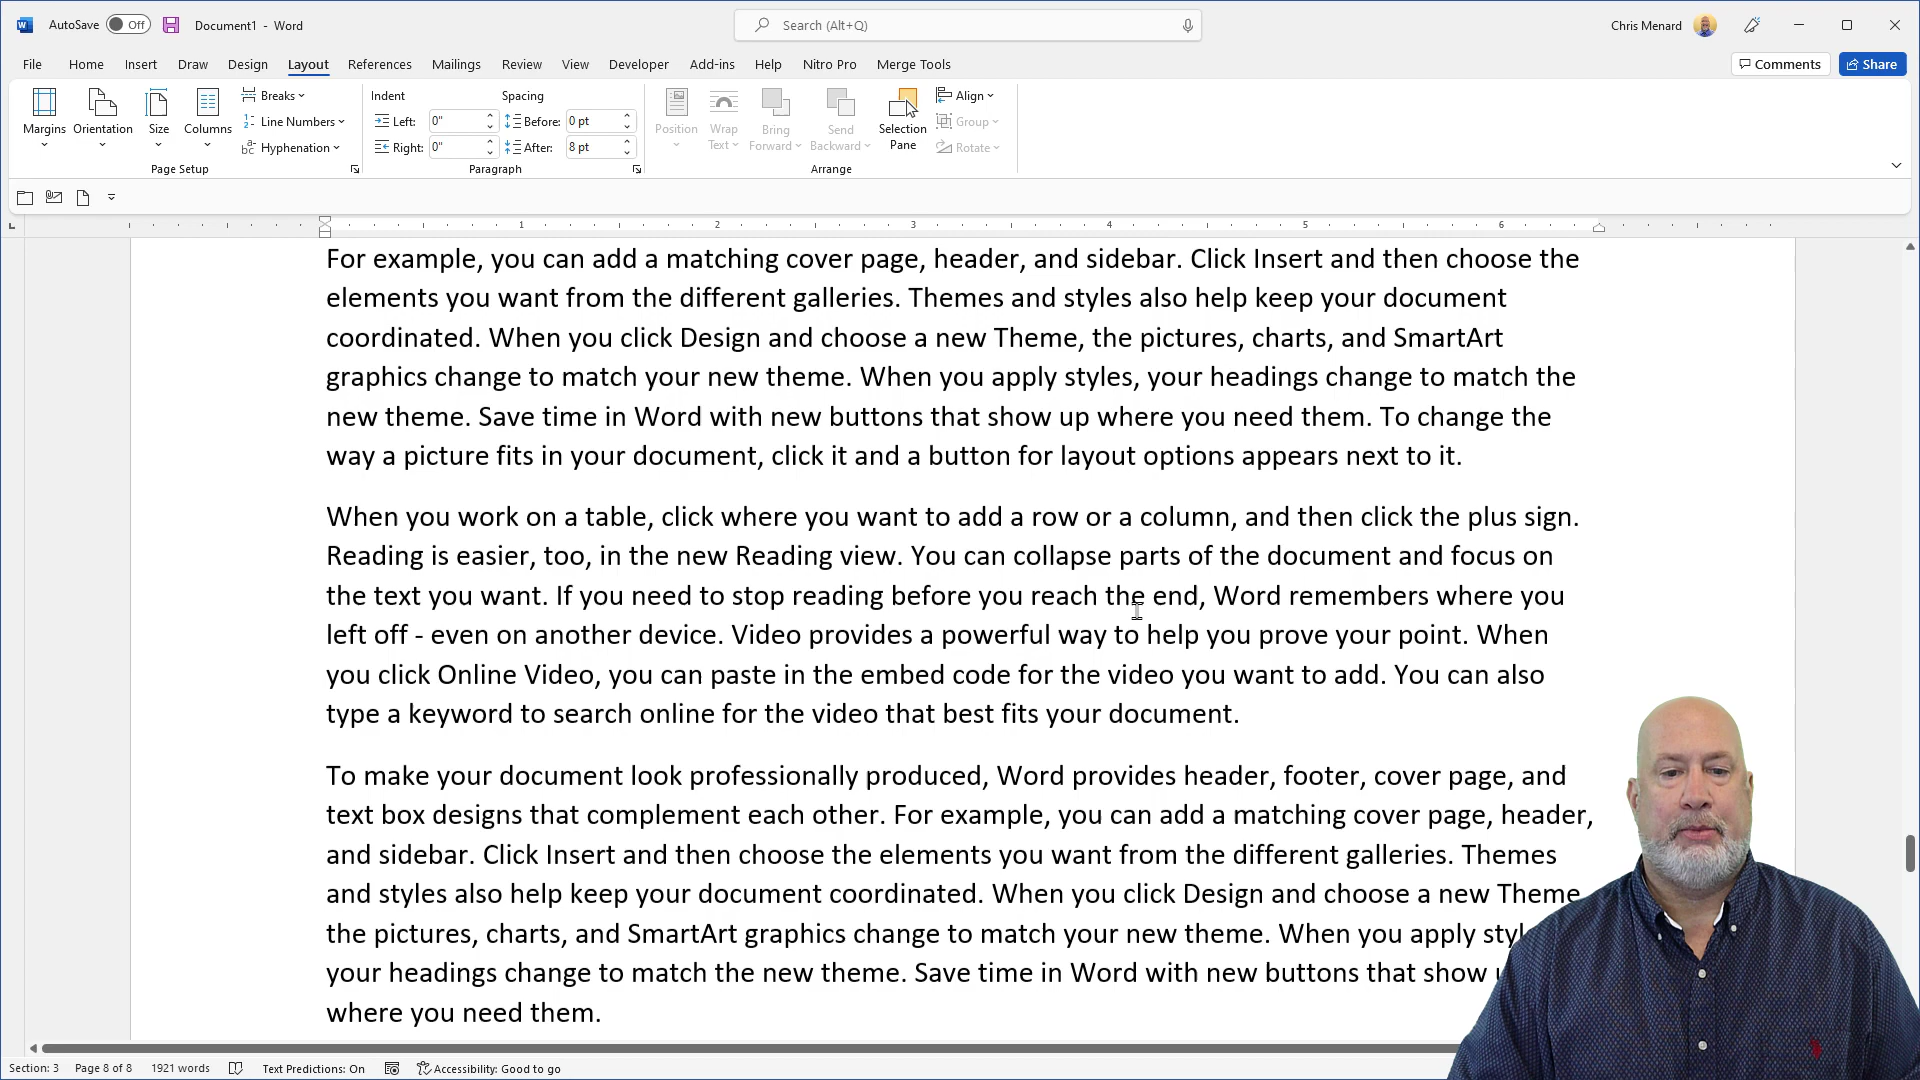 AutoSave Off Document1 - Word Search (Alt+Q) Chris Menard
File Home Insert Draw Design Layout References Mailings Review View Developer Add-ins Help Nitro Pro Merge Tools Comments Share
Margins Orientation Size Columns Breaks Line Numbers Hyphenation
Page Setup
Indent Spacing
Left: 0" Before: 0 pt
Right: 0" After: 8 pt
Paragraph
Position Wrap Text Bring Forward Send Backward Selection Pane Align Group Rotate
Arrange
1 2 3 4 5 6
For example, you can add a matching cover page, header, and sidebar. Click Insert and then choose the
elements you want from the different galleries. Themes and styles also help keep your document
coordinated. When you click Design and choose a new Theme, the pictures, charts, and SmartArt
graphics change to match your new theme. When you apply styles, your headings change to match the
new theme. Save time in Word with new buttons that show up where you need them. To change the
way a picture fits in your document, click it and a button for layout options appears next to it.
When you work on a table, click where you want to add a row or a column, and then click the plus sign.
Reading is easier, too, in the new Reading view. You can collapse parts of the document and focus on
the text you want. If you need to stop reading before you reach the end, Word remembers where you
left off - even on another device. Video provides a powerful way to help you prove your point. When
you click Online Video, you can paste in the embed code for the video you want to add. You can also
type a keyword to search online for the video that best fits your document.
To make your document look professionally produced, Word provides header, footer, cover page, and
text box designs that complement each other. For example, you can add a matching cover page, header,
and sidebar. Click Insert and then choose the elements you want from the different galleries. Themes
and styles also help keep your document coordinated. When you click Design and choose a new Theme
the pictures, charts, and SmartArt graphics change to match your new theme. When you apply
your headings change to match the new theme. Save time in Word with new buttons that show
where you need them.
Section: 3 Page 8 of 8 1921 words Text Predictions: On Accessibility: Good to go